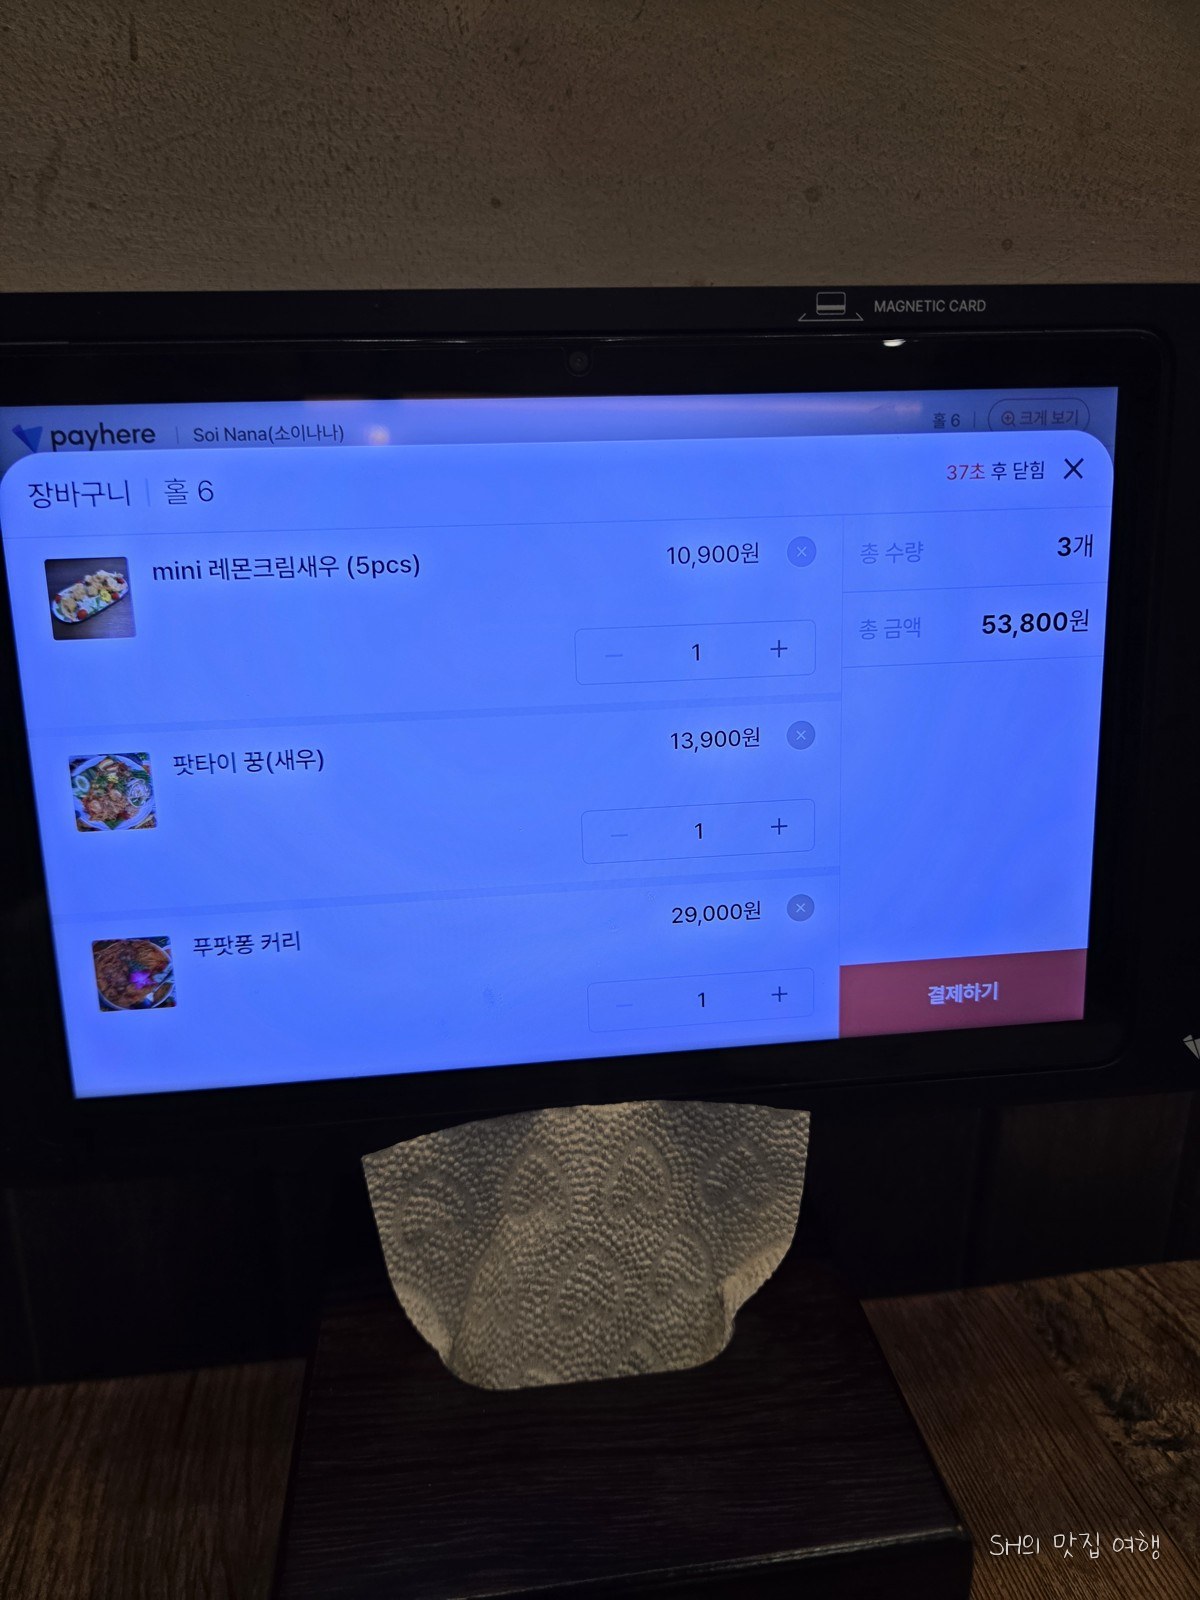 MAGNETIC CARD
payhere | Soi Nana(소이나나)
홀 6 | 크게 보기
장바구니 | 홀 6
37초 후 닫힘
mini 레몬크림새우 (5pcs)
10,900원
1
팟타이 꿍(새우)
13,900원
1
푸팟퐁 커리
29,000원
1
총 수량 3개
총 금액 53,800원
결제하기
SH의 맛집 여행